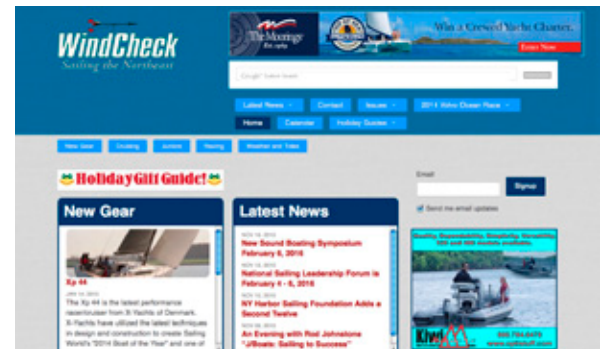 WindCheck
Sailing the Northeast
The Moorings
Win a Crewed Yacht Charter.
Enter Now
Latest News
Contact
Issues
2014 Volvo Ocean Race
Home
Calendar
Holiday Guides
New Gear
Cruising
Juniors
Racing
Weather and Tides
Holiday Gift Guide!
Email
Signup
Send me email updates
New Gear
Xp 44
The Xp 44 is the latest performance
racer/cruiser from X-Yachts of Denmark.
X-Yachts have utilized the latest techniques
in design and construction to create Sailing
World's "2014 Boat of the Year" and one of
Latest News
New Sound Boating Symposium
February 6, 2016
National Sailing Leadership Forum is
February 4 - 6, 2016
NY Harbor Sailing Foundation Adds a
Second Twelve
An Evening with Rod Johnstone
"J/Boats: Sailing to Success"
Quality, Dependability, Simplicity, Versatility.
Kiwi